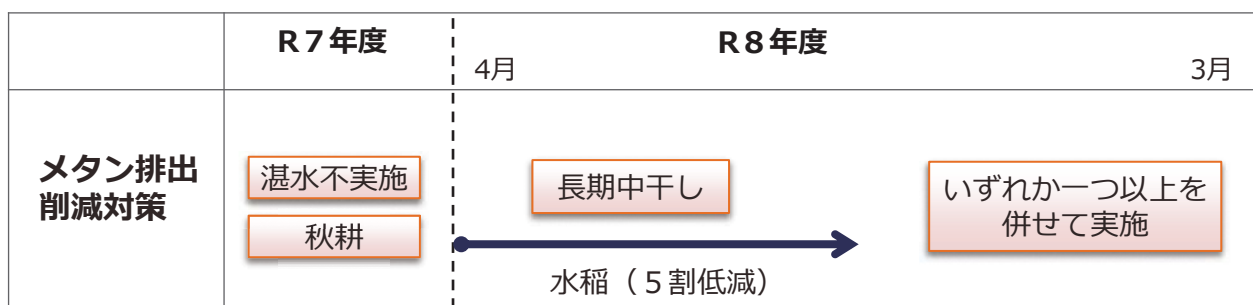 R7年度
R8年度
4月
3月
メタン排出
削減対策
湛水不実施
秋耕
長期中干し
いずれか一つ以上を
併せて実施
水稲（５割低減）